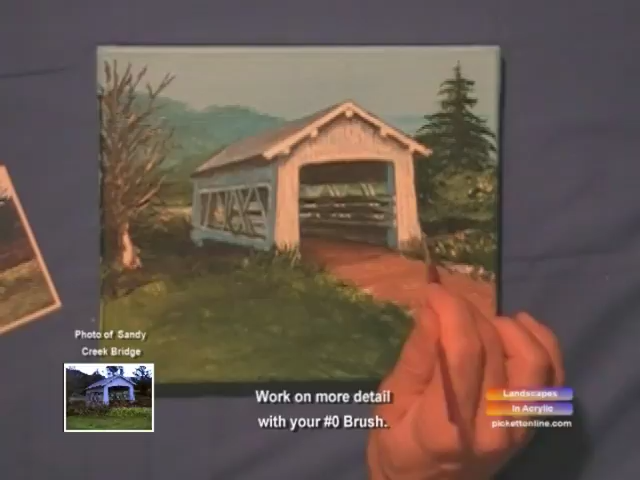 Photo of Sandy
Creek Bridge
Work on more detail
with your #0 Brush.
Landscapes
In Acrylic
pickettonline.com